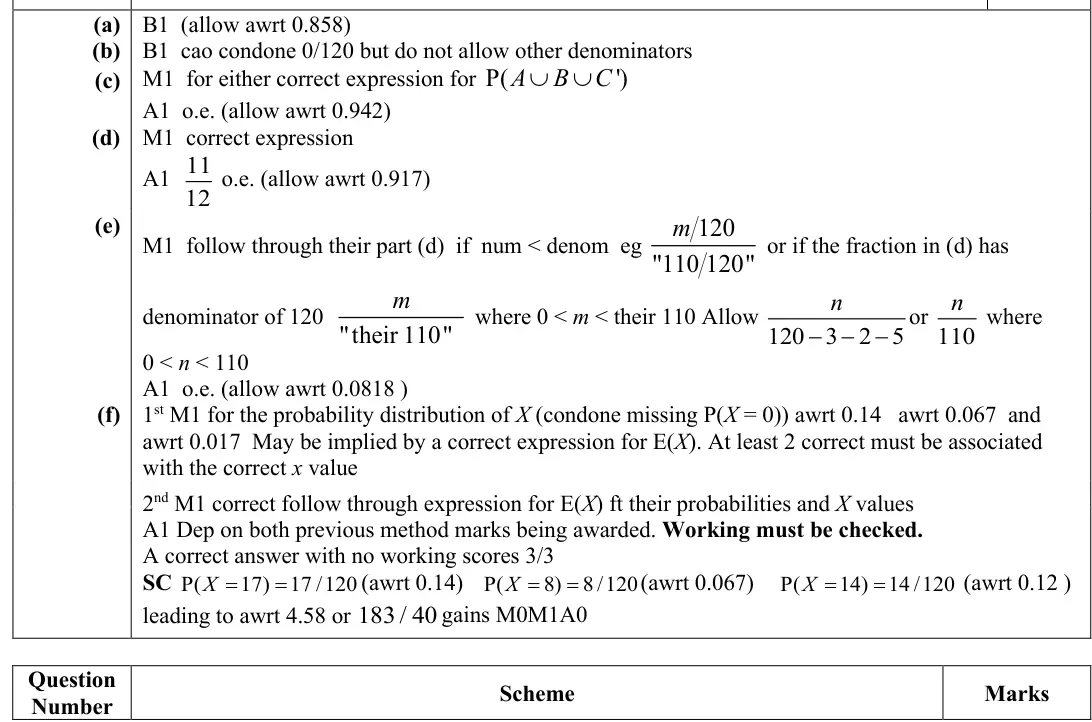 (a) B1 (allow awrt 0.858)
(b) B1 cao condone 0/120 but do not allow other denominators
(c) M1 for either correct expression for P(A∪B∪C')
A1 o.e. (allow awrt 0.942)
(d) M1 correct expression
A1 11/12 o.e. (allow awrt 0.917)
(e) M1 follow through their part (d) if num < denom eg (m/120)/("110/120") or if the fraction in (d) has
denominator of 120 m/("their 110") where 0 < m < their 110 Allow n/(120−3−2−5) or n/110 where
0 < n < 110
A1 o.e. (allow awrt 0.0818 )
(f) 1st M1 for the probability distribution of X (condone missing P(X = 0)) awrt 0.14 awrt 0.067 and
awrt 0.017 May be implied by a correct expression for E(X). At least 2 correct must be associated
with the correct x value
2nd M1 correct follow through expression for E(X) ft their probabilities and X values
A1 Dep on both previous method marks being awarded. Working must be checked.
A correct answer with no working scores 3/3
SC P(X = 17) = 17 / 120 (awrt 0.14) P(X = 8) = 8 / 120 (awrt 0.067) P(X = 14) = 14 / 120 (awrt 0.12 )
leading to awrt 4.58 or 183 / 40 gains M0M1A0
Question Number Scheme Marks